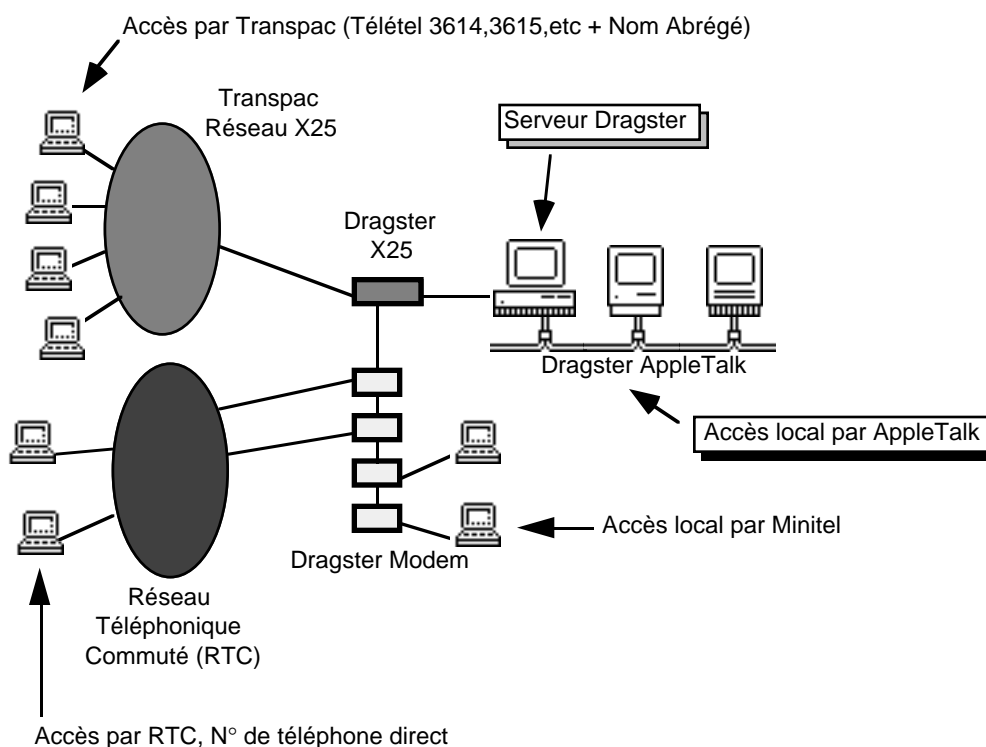 Accès par Transpac (Télétel 3614,3615,etc + Nom Abrégé)
Transpac
Réseau X25
Serveur Dragster
Dragster
X25
Dragster AppleTalk
Accès local par AppleTalk
Accès local par Minitel
Dragster Modem
Réseau
Téléphonique
Commuté (RTC)
Accès par RTC, N° de téléphone direct